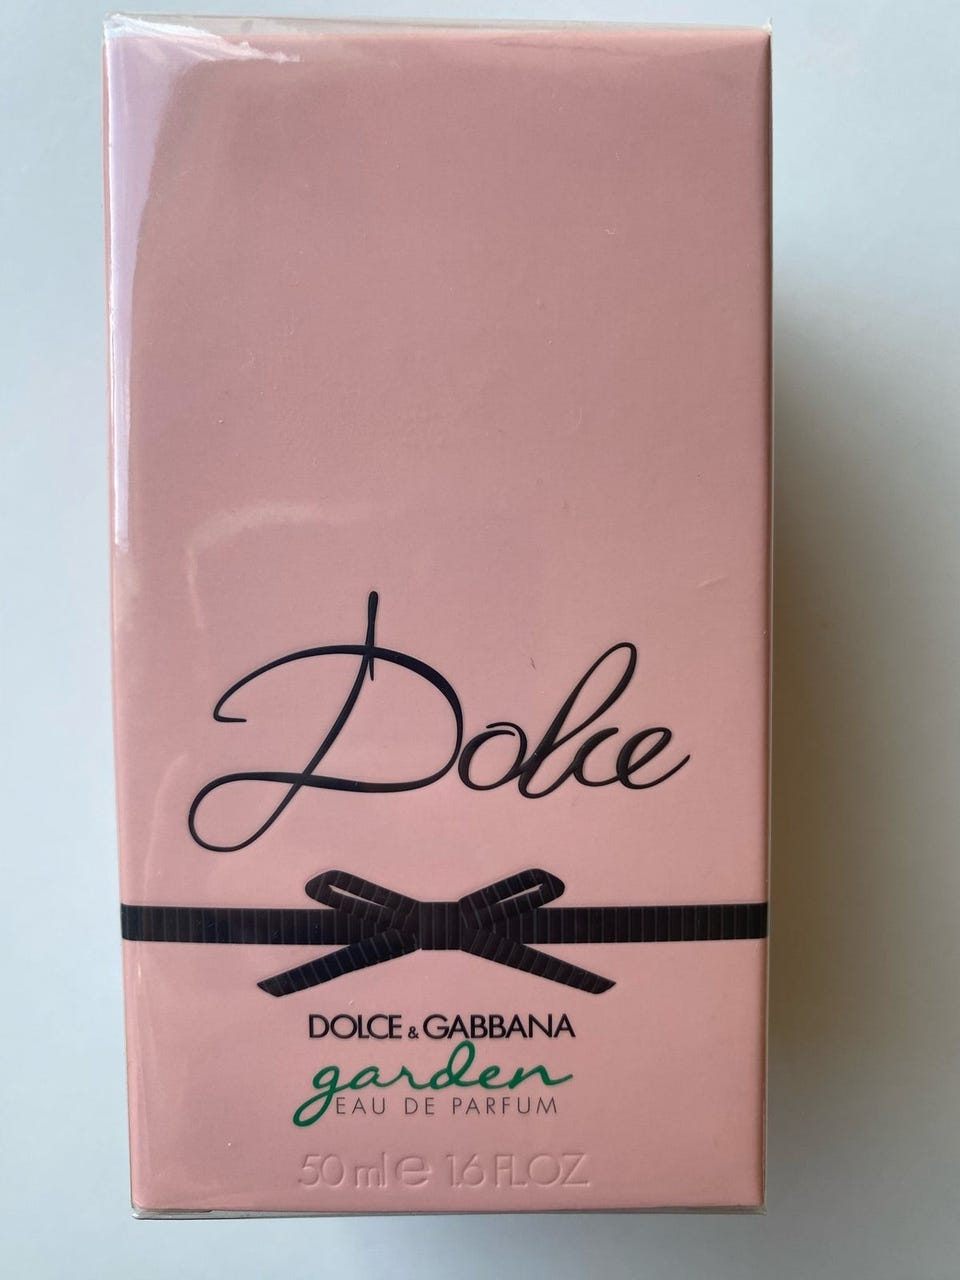 Dolce
DOLCE & GABBANA
garden
EAU DE PARFUM
50 ml e 1.6 FL.OZ